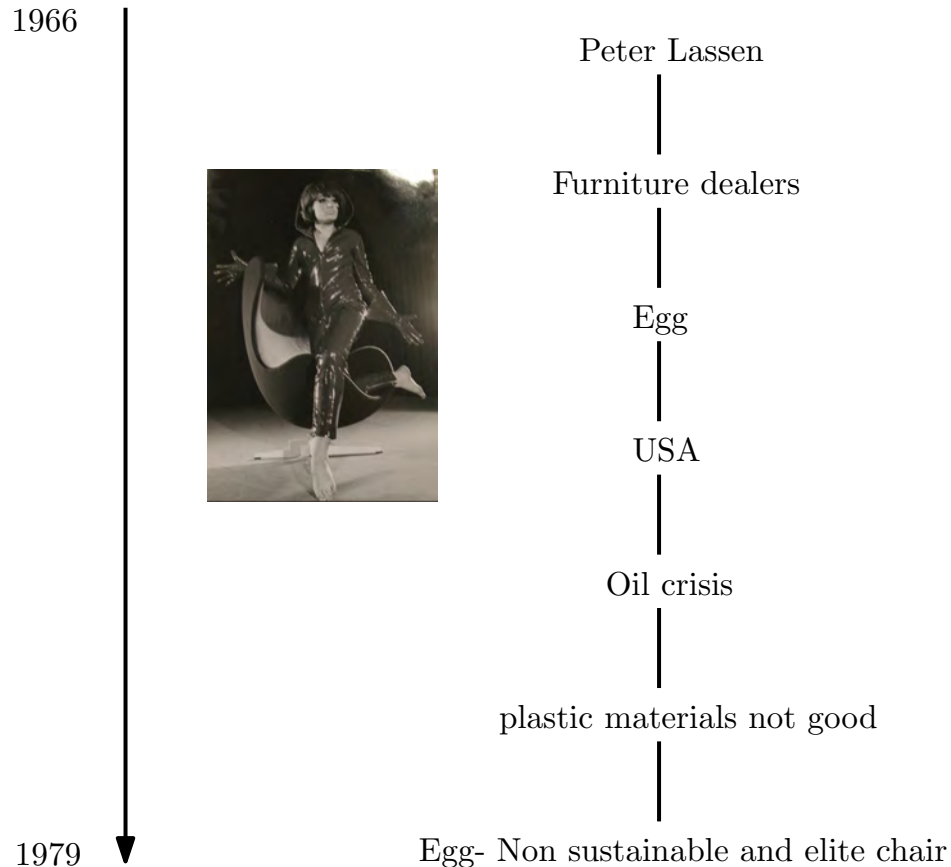 1966
Peter Lassen
Furniture dealers
Egg
USA
Oil crisis
plastic materials not good
1979
Egg- Non sustainable and elite chair